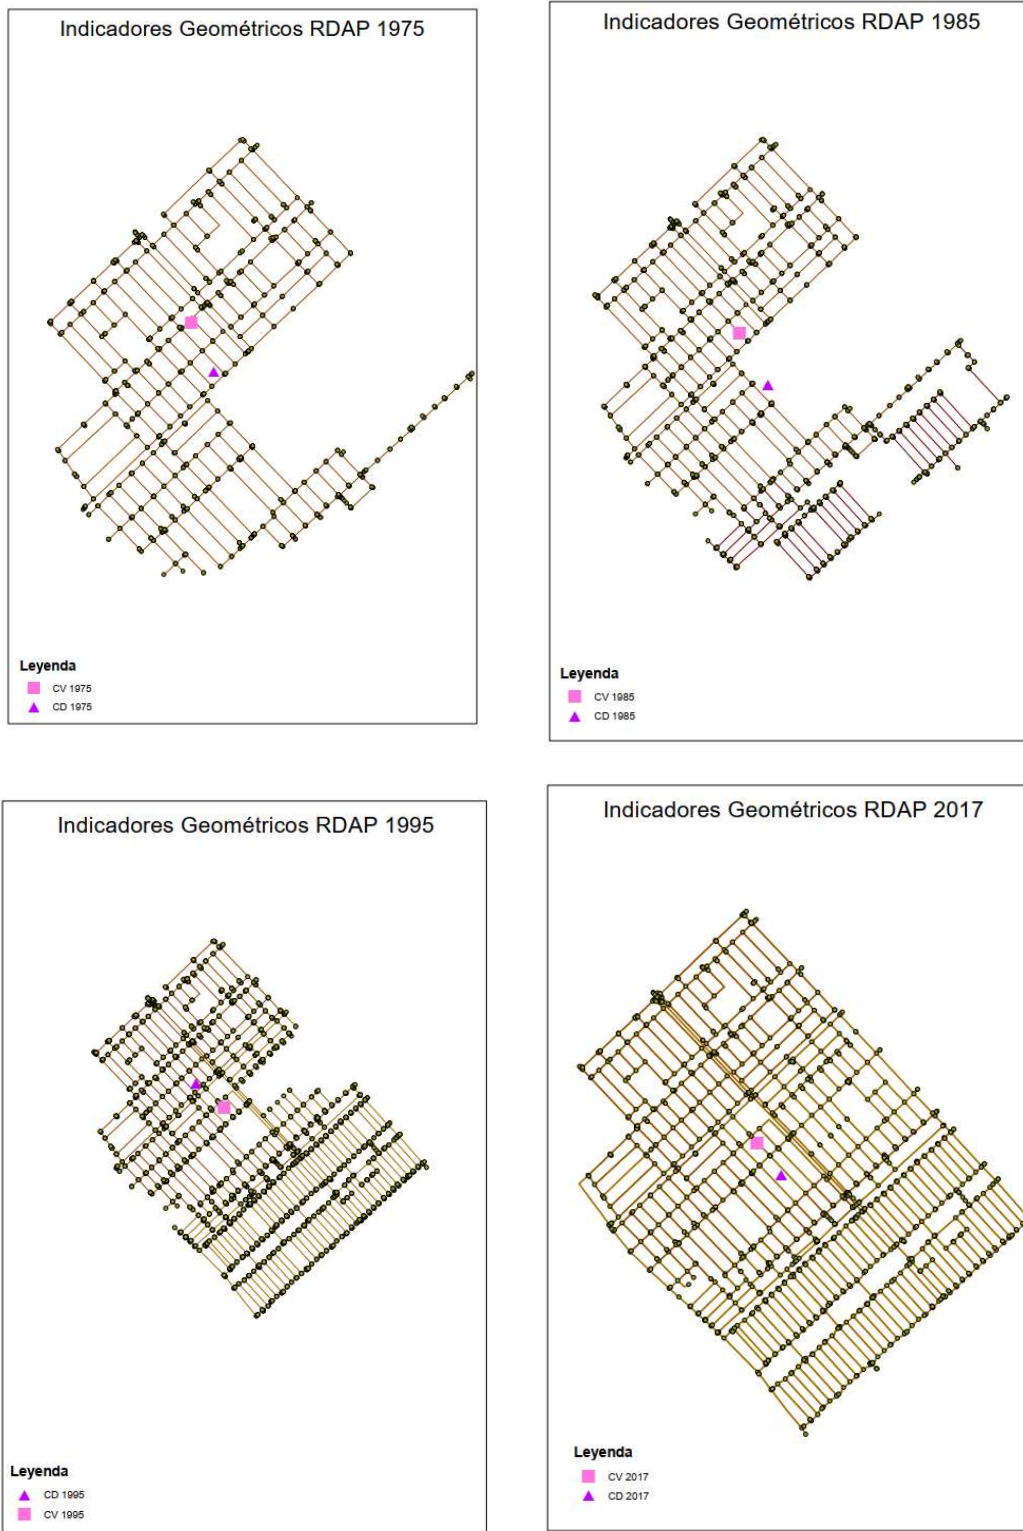 Indicadores Geométricos RDAP 1975
Leyenda
CV 1975
CD 1975
Indicadores Geométricos RDAP 1985
Leyenda
CV 1985
CD 1985
Indicadores Geométricos RDAP 1995
Leyenda
CD 1995
CV 1995
Indicadores Geométricos RDAP 2017
Leyenda
CV 2017
CD 2017